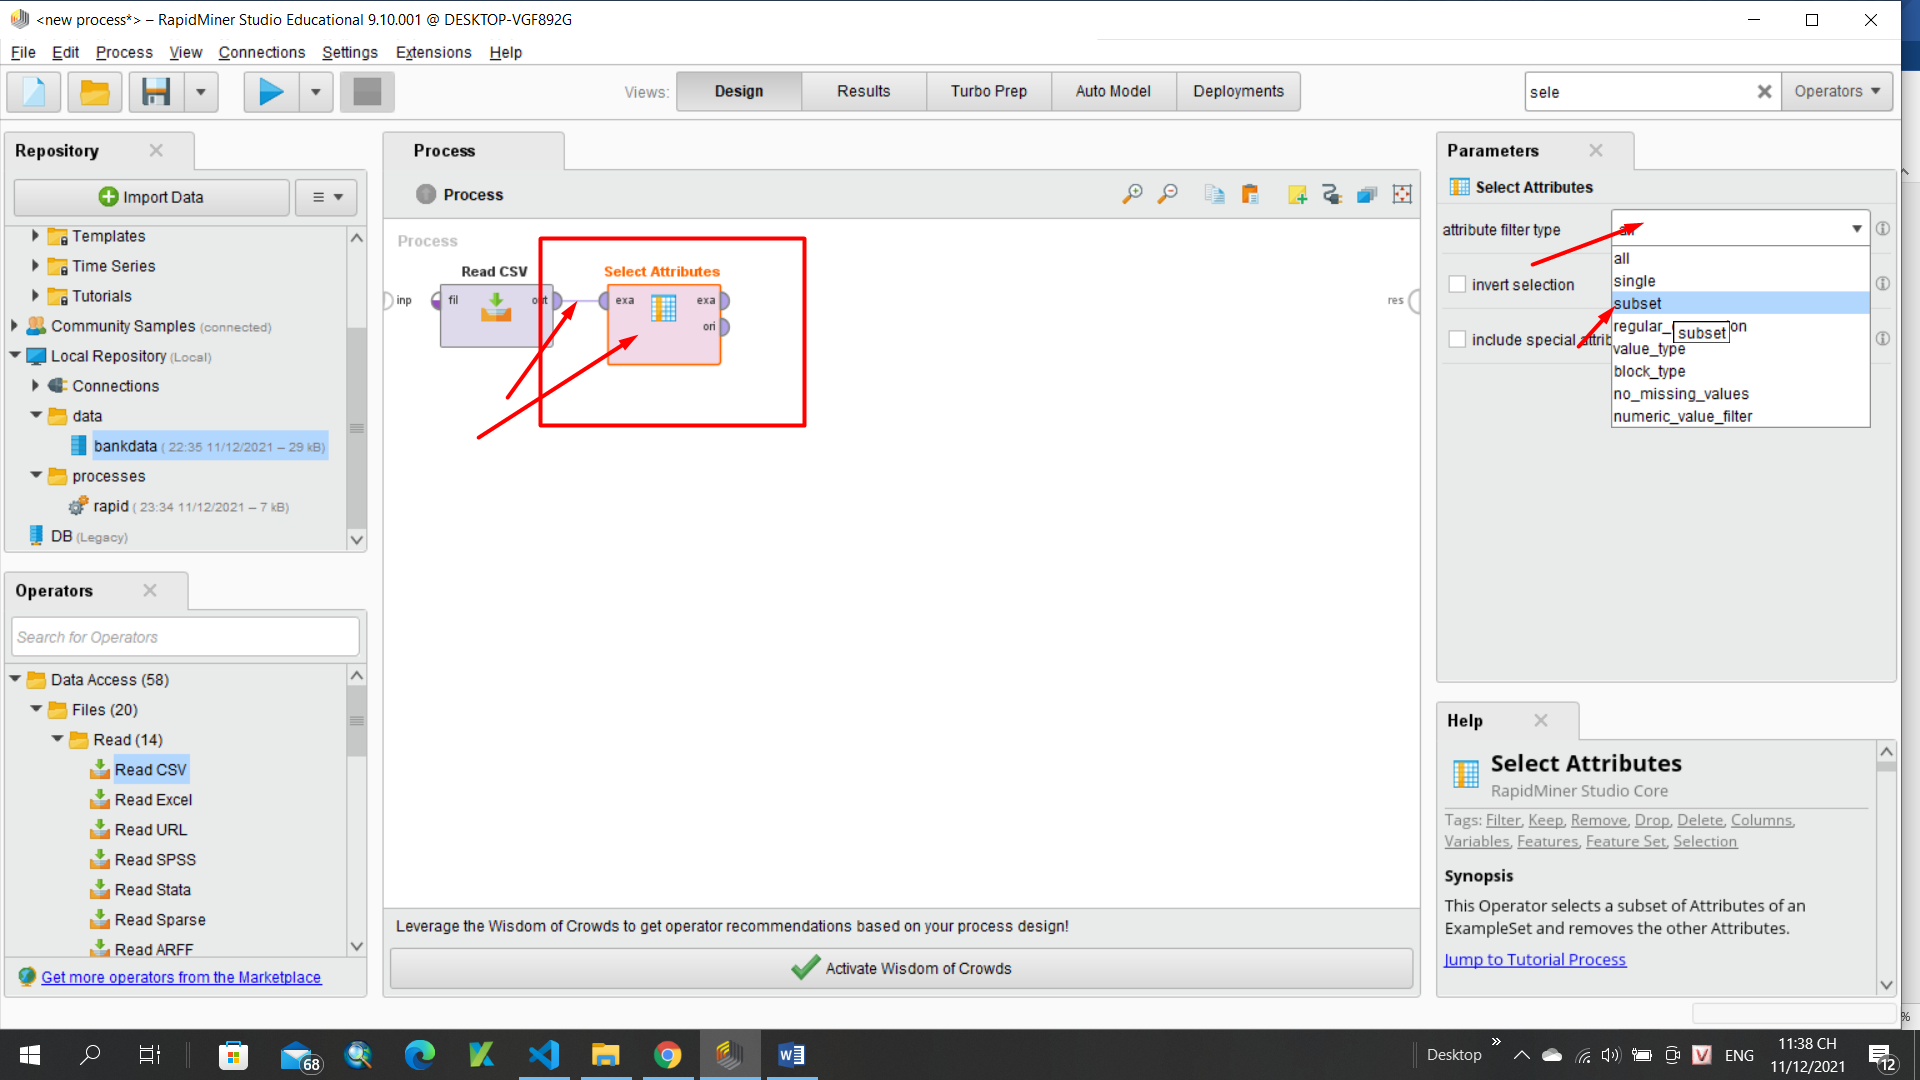 <new process*> – RapidMiner Studio Educational 9.10.001 @ DESKTOP-VGF892G
File Edit Process View Connections Settings Extensions Help
Views: Design Results Turbo Prep Auto Model Deployments
sele
Operators
Repository
Import Data
Templates
Time Series
Tutorials
Community Samples (connected)
Local Repository (Local)
Connections
data
bankdata ( 22:35 11/12/2021 – 29 kB)
processes
rapid ( 23:34 11/12/2021 – 7 kB)
DB (Legacy)
Operators
Search for Operators
Data Access (58)
Files (20)
Read (14)
Read CSV
Read Excel
Read URL
Read SPSS
Read Stata
Read Sparse
Read ARFF
Get more operators from the Marketplace
Process
Process
Process
Read CSV
Select Attributes
inp
fil
out
exa
exa
ori
res
Leverage the Wisdom of Crowds to get operator recommendations based on your process design!
Activate Wisdom of Crowds
Parameters
Select Attributes
attribute filter type
all
all
single
subset
subset
value_type
block_type
no_missing_values
numeric_value_filter
invert selection
include special attrib
Help
Select Attributes
RapidMiner Studio Core
Tags: Filter, Keep, Remove, Drop, Delete, Columns,
Variables, Features, Feature Set, Selection
Synopsis
This Operator selects a subset of Attributes of an
ExampleSet and removes the other Attributes.
Jump to Tutorial Process
%
68
Desktop
ENG
11:38 CH
11/12/2021
12